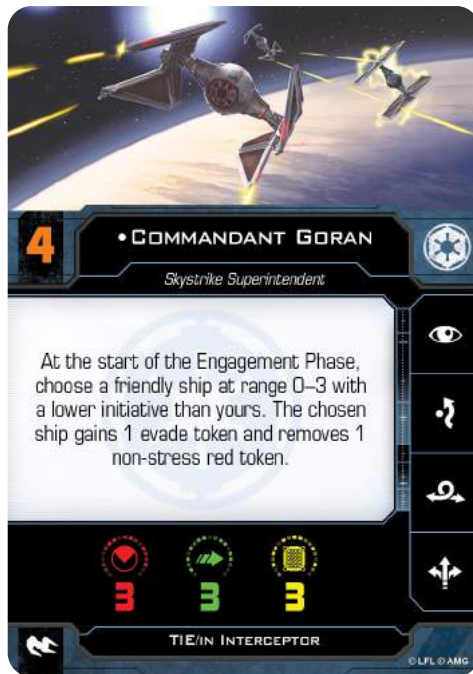 4
•Commandant Goran
Skystrike Superintendent
At the start of the Engagement Phase,
choose a friendly ship at range 0–3 with
a lower initiative than yours. The chosen
ship gains 1 evade token and removes 1
non-stress red token.
3 3 3
TIE/in Interceptor
©LFL ©AMG